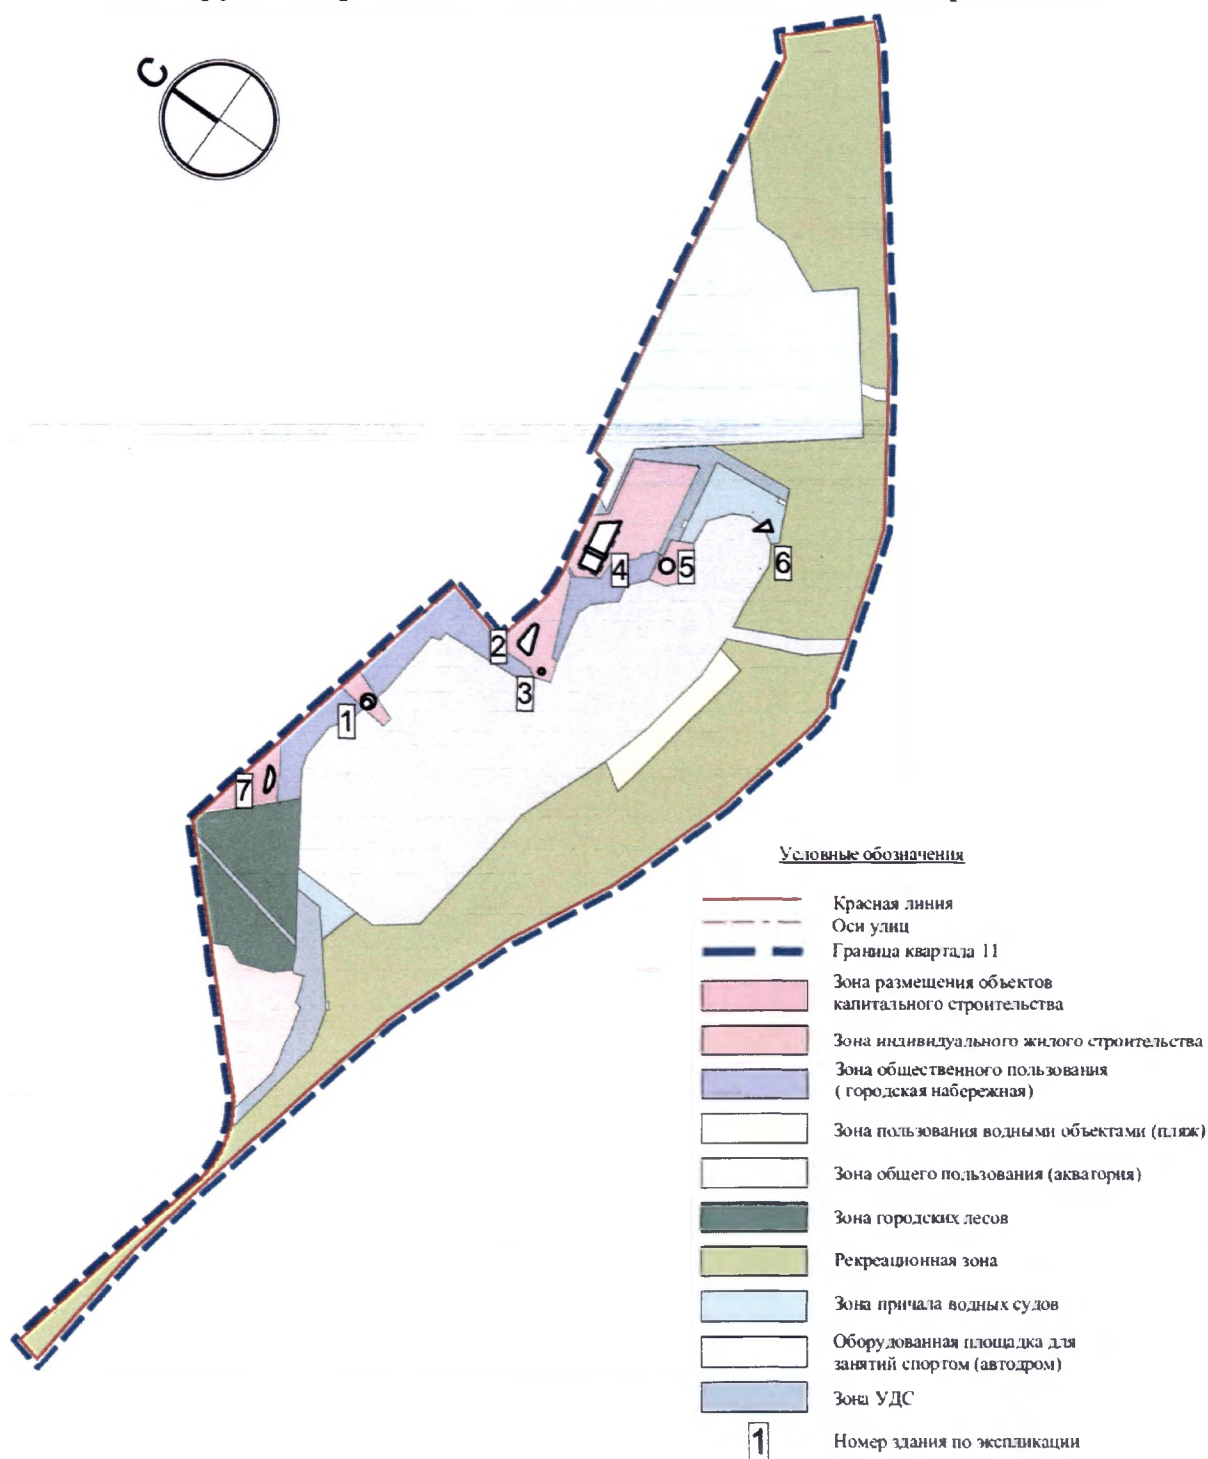 С
1
2
3
4
5
6
7
Условные обозначения
Красная линия
Оси улиц
Граница квартала 11
Зона размещения объектов
капитального строительства
Зона индивидуального жилого строительства
Зона общественного пользования
( городская набережная)
Зона пользования водными объектами (пляж)
Зона общего пользования (акватория)
Зона городских лесов
Рекреационная зона
Зона причала водных судов
Оборудованная площадка для
занятий спортом (автодром)
Зона УДС
1
Номер здания по экспликации